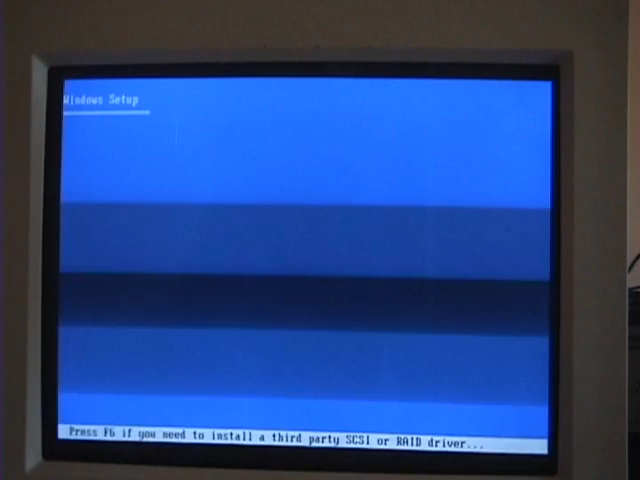 Windows Setup
Press F6 if you need to install a third party SCSI or RAID driver...